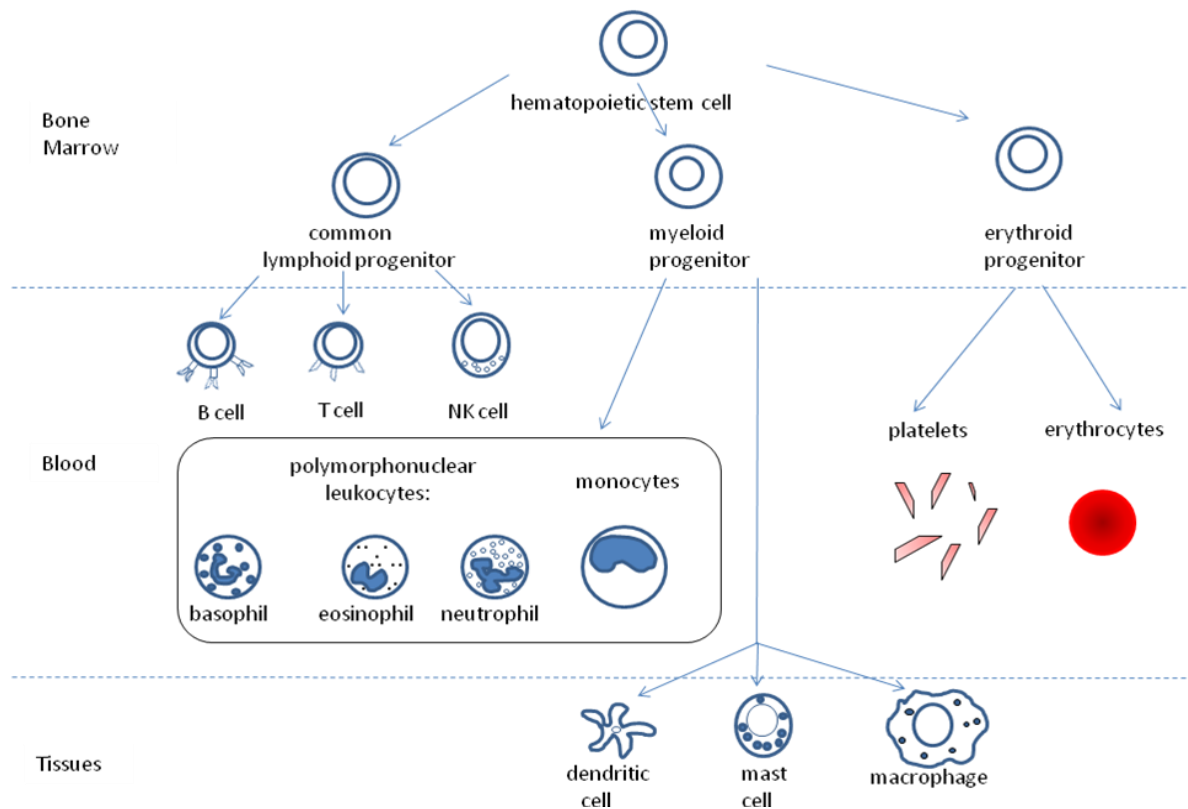 hematopoietic stem cell
Bone
Marrow
common
lymphoid progenitor
myeloid
progenitor
erythroid
progenitor
B cell
T cell
NK cell
platelets
erythrocytes
Blood
polymorphonuclear
leukocytes:
monocytes
basophil
eosinophil
neutrophil
Tissues
dendritic
cell
mast
cell
macrophage